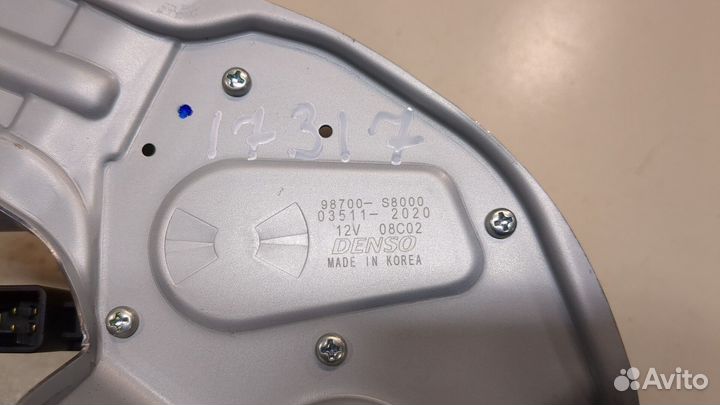 17317
98700- S8000
03511- 2020
12V 08C02
DENSO
MADE IN KOREA
Avito